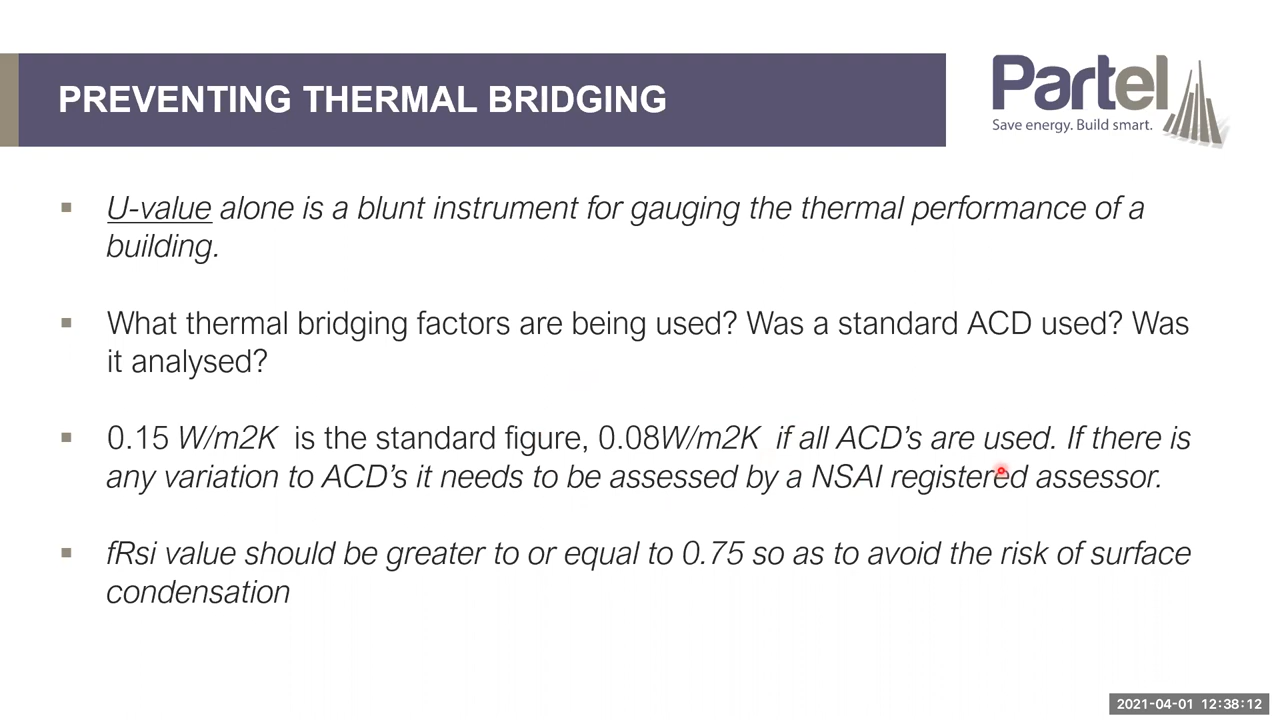 PREVENTING THERMAL BRIDGING
Partel
Save energy. Build smart.
▪ U-value alone is a blunt instrument for gauging the thermal performance of a
building.
▪ What thermal bridging factors are being used? Was a standard ACD used? Was
it analysed?
▪ 0.15 W/m2K is the standard figure, 0.08W/m2K if all ACD's are used. If there is
any variation to ACD's it needs to be assessed by a NSAI registered assessor.
▪ fRsi value should be greater to or equal to 0.75 so as to avoid the risk of surface
condensation
2021-04-01 12:38:12